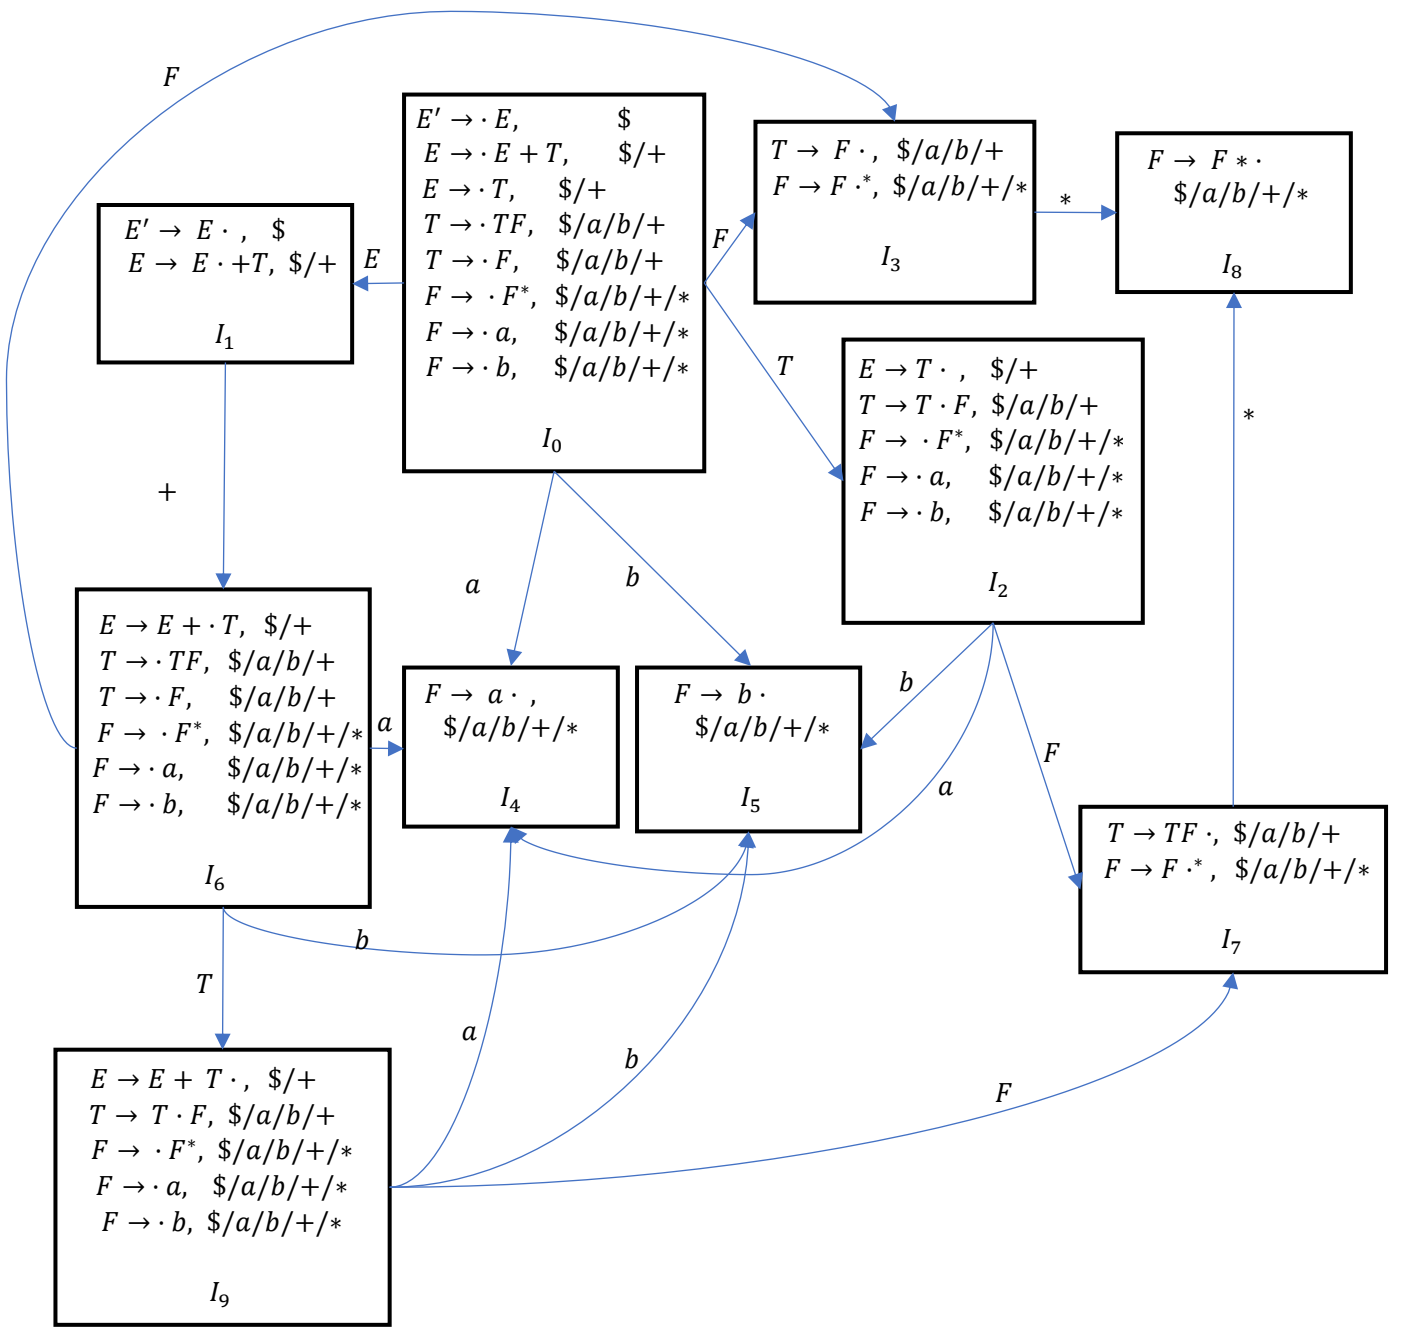 F
E′ → · E, $
E → · E + T, $/+
E → · T, $/+
T → · TF, $/a/b/+
T → · F, $/a/b/+
F → · F*, $/a/b/+/*
F → · a, $/a/b/+/*
F → · b, $/a/b/+/*
I₀
T → F ·, $/a/b/+
F → F ·*, $/a/b/+/*
I₃
*
F → F * ·
$/a/b/+/*
I₈
E′ → E · , $
E → E · +T, $/+
I₁
E
F
T
E → T · , $/+
T → T · F, $/a/b/+
F → · F*, $/a/b/+/*
F → · a, $/a/b/+/*
F → · b, $/a/b/+/*
I₂
*
+
a
b
E → E + · T, $/+
T → · TF, $/a/b/+
T → · F, $/a/b/+
F → · F*, $/a/b/+/*
F → · a, $/a/b/+/*
F → · b, $/a/b/+/*
I₆
a
F → a · ,
$/a/b/+/*
I₄
F → b ·
$/a/b/+/*
I₅
b
a
F
T → TF ·, $/a/b/+
F → F ·* , $/a/b/+/*
I₇
b
T
a
b
F
E → E + T ·, $/+
T → T · F, $/a/b/+
F → · F*, $/a/b/+/*
F → · a, $/a/b/+/*
F → · b, $/a/b/+/*
I₉